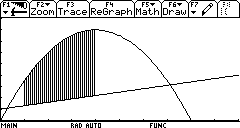 F1 F2 Zoom F3 Trace F4 ReGraph F5 Math F6 Draw F7
MAIN RAD AUTO FUNC